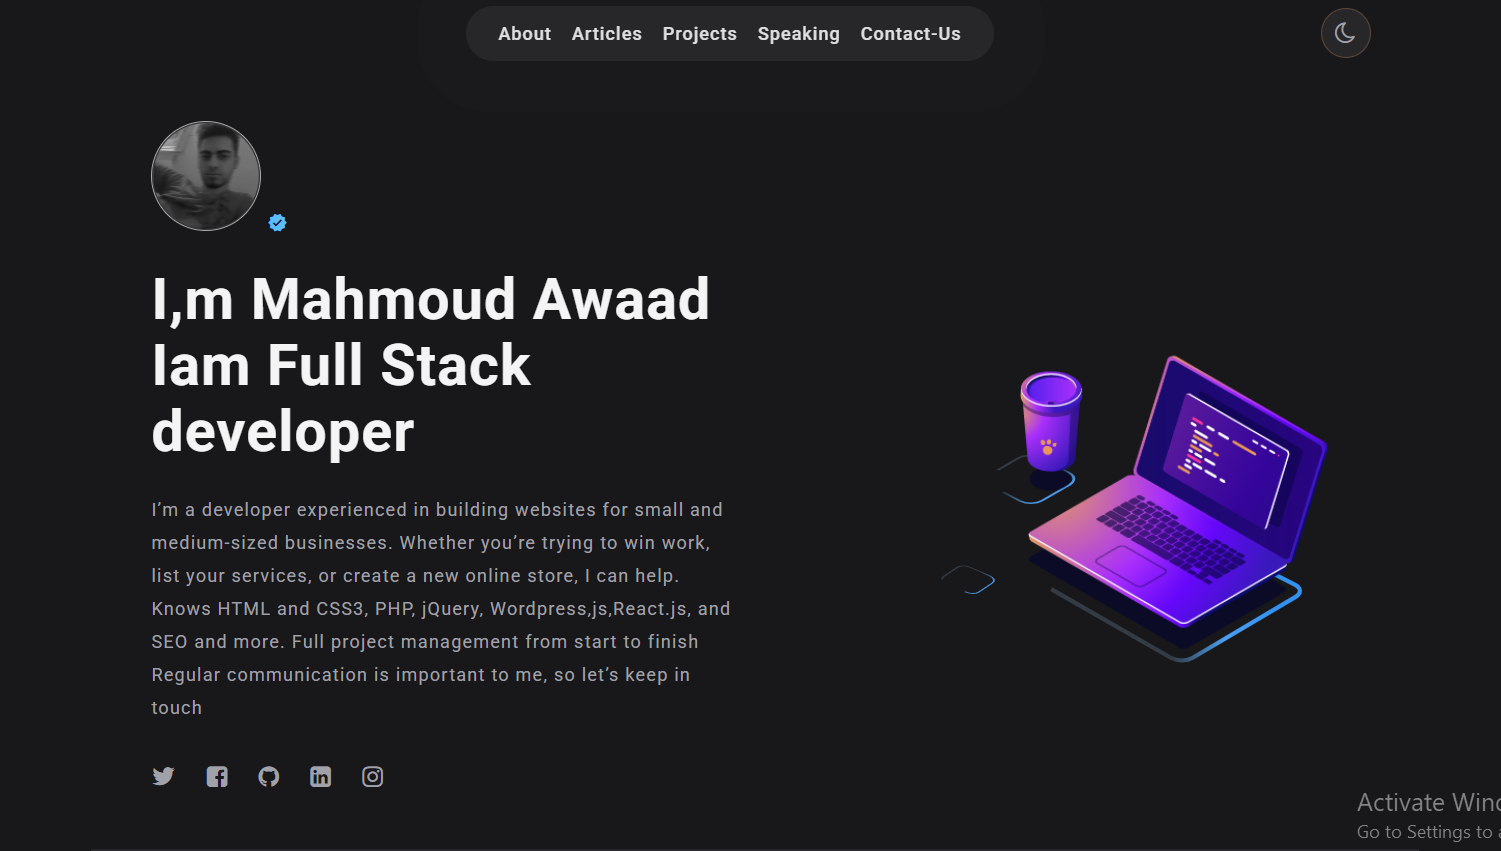 About Articles Projects Speaking Contact-Us
I,m Mahmoud Awaad
Iam Full Stack
developer
I’m a developer experienced in building websites for small and
medium-sized businesses. Whether you’re trying to win work,
list your services, or create a new online store, I can help.
Knows HTML and CSS3, PHP, jQuery, Wordpress,js,React.js, and
SEO and more. Full project management from start to finish
Regular communication is important to me, so let’s keep in
touch
Activate Wind
Go to Settings to a